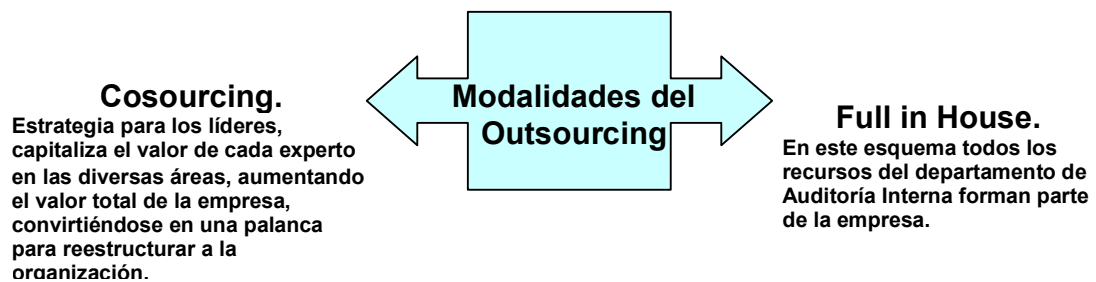 Cosourcing.
Estrategia para los líderes,
capitaliza el valor de cada experto
en las diversas áreas, aumentando
el valor total de la empresa,
convirtiéndose en una palanca
para reestructurar a la
organización.
Modalidades del
Outsourcing
Full in House.
En este esquema todos los
recursos del departamento de
Auditoría Interna forman parte
de la empresa.